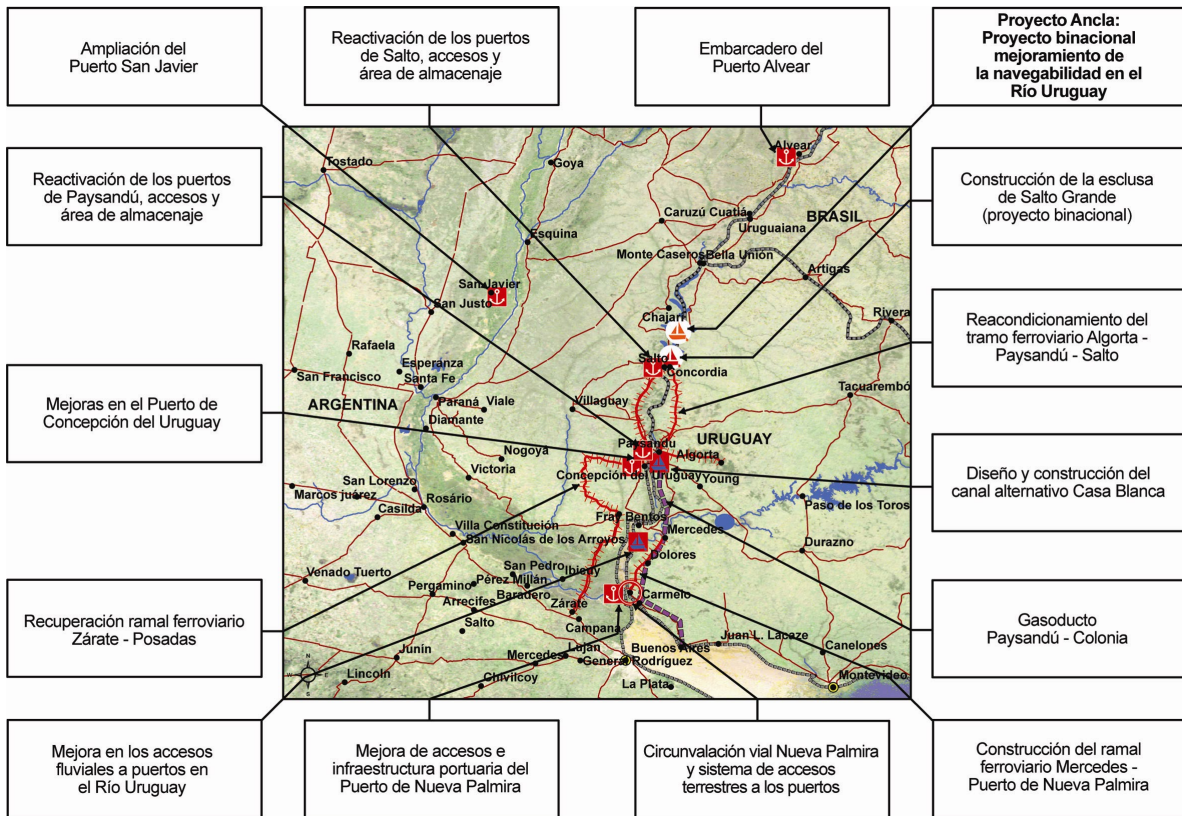 Ampliación del
Puerto San Javier
Reactivación de los puertos
de Salto, accesos y
área de almacenaje
Embarcadero del
Puerto Alvear
Proyecto Ancla:
Proyecto binacional
mejoramiento de
la navegabilidad en el
Río Uruguay
Reactivación de los puertos
de Paysandú, accesos y
área de almacenaje
Construcción de la esclusa
de Salto Grande
(proyecto binacional)
Mejoras en el Puerto de
Concepción del Uruguay
Reacondicionamiento del
tramo ferroviario Algorta -
Paysandú - Salto
Diseño y construcción del
canal alternativo Casa Blanca
Recuperación ramal ferroviario
Zárate - Posadas
Gasoducto
Paysandú - Colonia
Mejora en los accesos
fluviales a puertos en
el Río Uruguay
Mejora de accesos e
infraestructura portuaria del
Puerto de Nueva Palmira
Circunvalación vial Nueva Palmira
y sistema de accesos
terrestres a los puertos
Construcción del ramal
ferroviario Mercedes -
Puerto de Nueva Palmira
Tostado
Goya
Alvear
Caruzú Cuatiá
BRASIL
Uruguaiana
Esquina
Monte Caseros
Bella Unión
Artigas
San Javier
San Justo
Chajarí
Rivera
Rafaela
Salto
Esperanza
Concordia
San Francisco
Santa Fe
Tacuarembó
ARGENTINA
Paraná
Viale
Villaguay
Diamante
Paysandu
URUGUAY
Nogoya
Algorta
Victoria
Concepción del Uruguay
Young
San Lorenzo
Marcos juárez
Rosário
Paso de los Toros
Casilda
Fray Bentos
Villa Constitución
Mercedes
San Nicolás de los Arroyos
Durazno
Dolores
Venado Tuerto
San Pedro
Ibicuy
Pergamino
Pérez Millán
Baradero
Carmelo
Arrecifes
Zárate
Salto
Campana
Juan L. Lacaze
Junín
Luján
Buenos Aires
Canelones
Mercedes
General Rodríguez
Lincoln
Chivilcoy
La Plata
Montevideo
N
W
E
S